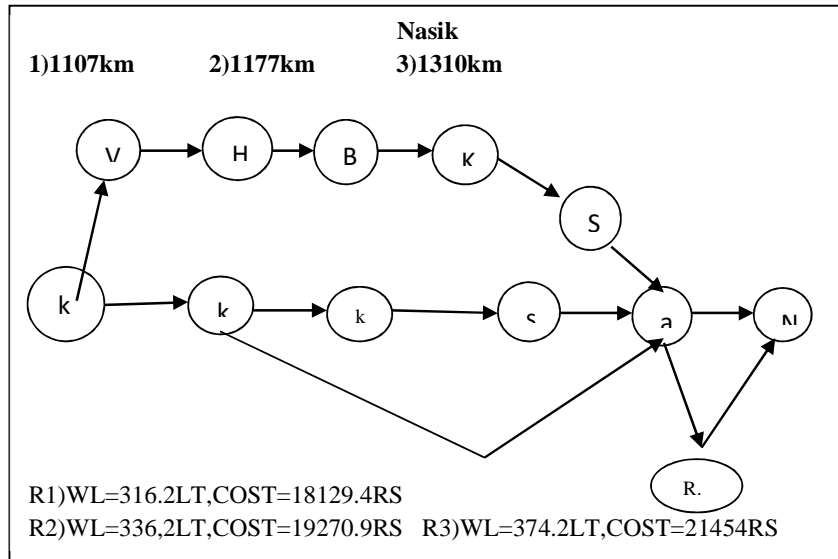 Nasik
1)1107km 2)1177km 3)1310km
V H B K
S
k k k s a N
R.
R1)WL=316.2LT,COST=18129.4RS
R2)WL=336,2LT,COST=19270.9RS R3)WL=374.2LT,COST=21454RS